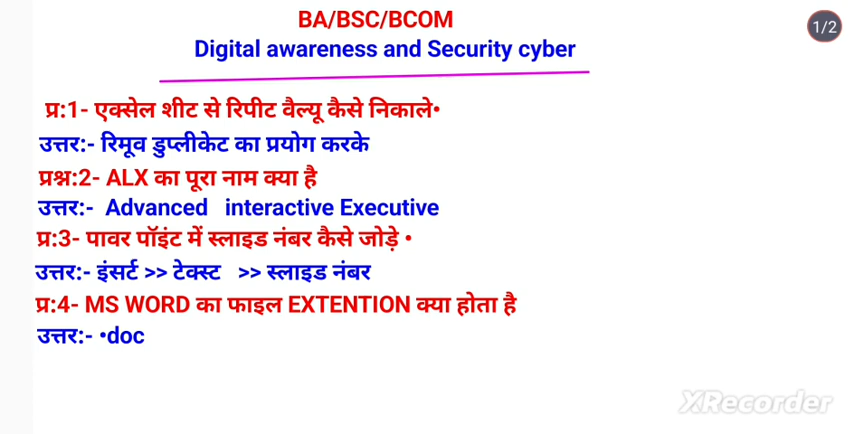 BA/BSC/BCOM
1/2
Digital awareness and Security cyber
प्र:1- एक्सेल शीट से रिपीट वैल्यू कैसे निकाले•
उत्तर:- रिमूव डुप्लीकेट का प्रयोग करके
प्रश्न:2- ALX का पूरा नाम क्या है
उत्तर:- Advanced interactive Executive
प्र:3- पावर पॉइंट में स्लाइड नंबर कैसे जोड़े •
उत्तर:- इंसर्ट >> टेक्स्ट >> स्लाइड नंबर
प्र:4- MS WORD का फाइल EXTENTION क्या होता है
उत्तर:- •doc
XRecorder